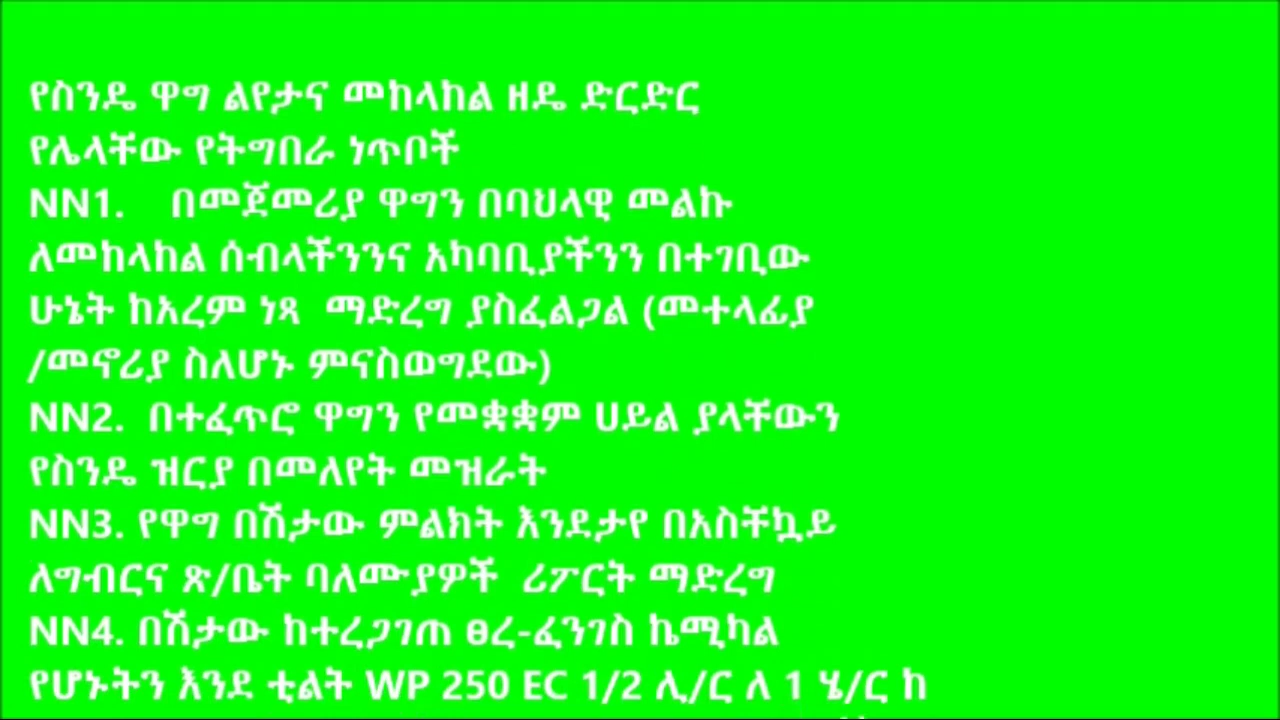 የስንዴ ዋግ ልየታና መከላከል ዘዴ ድርድር
የሌላቸው የትግበራ ነጥቦች
NN1. በመጀመሪያ ዋግን በባህላዊ መልኩ
ለመከላከል ሰብላችንንና አካባቢያችንን በተገቢው
ሁኔት ከአረም ነጻ ማድረግ ያስፈልጋል (መተላፊያ
/መኖሪያ ስለሆኑ ምናስወግደው)
NN2. በተፈጥሮ ዋግን የመቋቋም ሀይል ያላቸውን
የስንዴ ዝርያ በመለየት መዝራት
NN3. የዋግ በሽታው ምልክት እንደታየ በአስቸኳይ
ለግብርና ጽ/ቤት ባለሙያዎች ሪፖርት ማድረግ
NN4. በሽታው ከተረጋገጠ ፀረ-ፈንገስ ኬሚካል
የሆኑትን እንደ ቲልት WP 250 EC 1/2 ሊ/ር ለ 1 ሄ/ር ከ